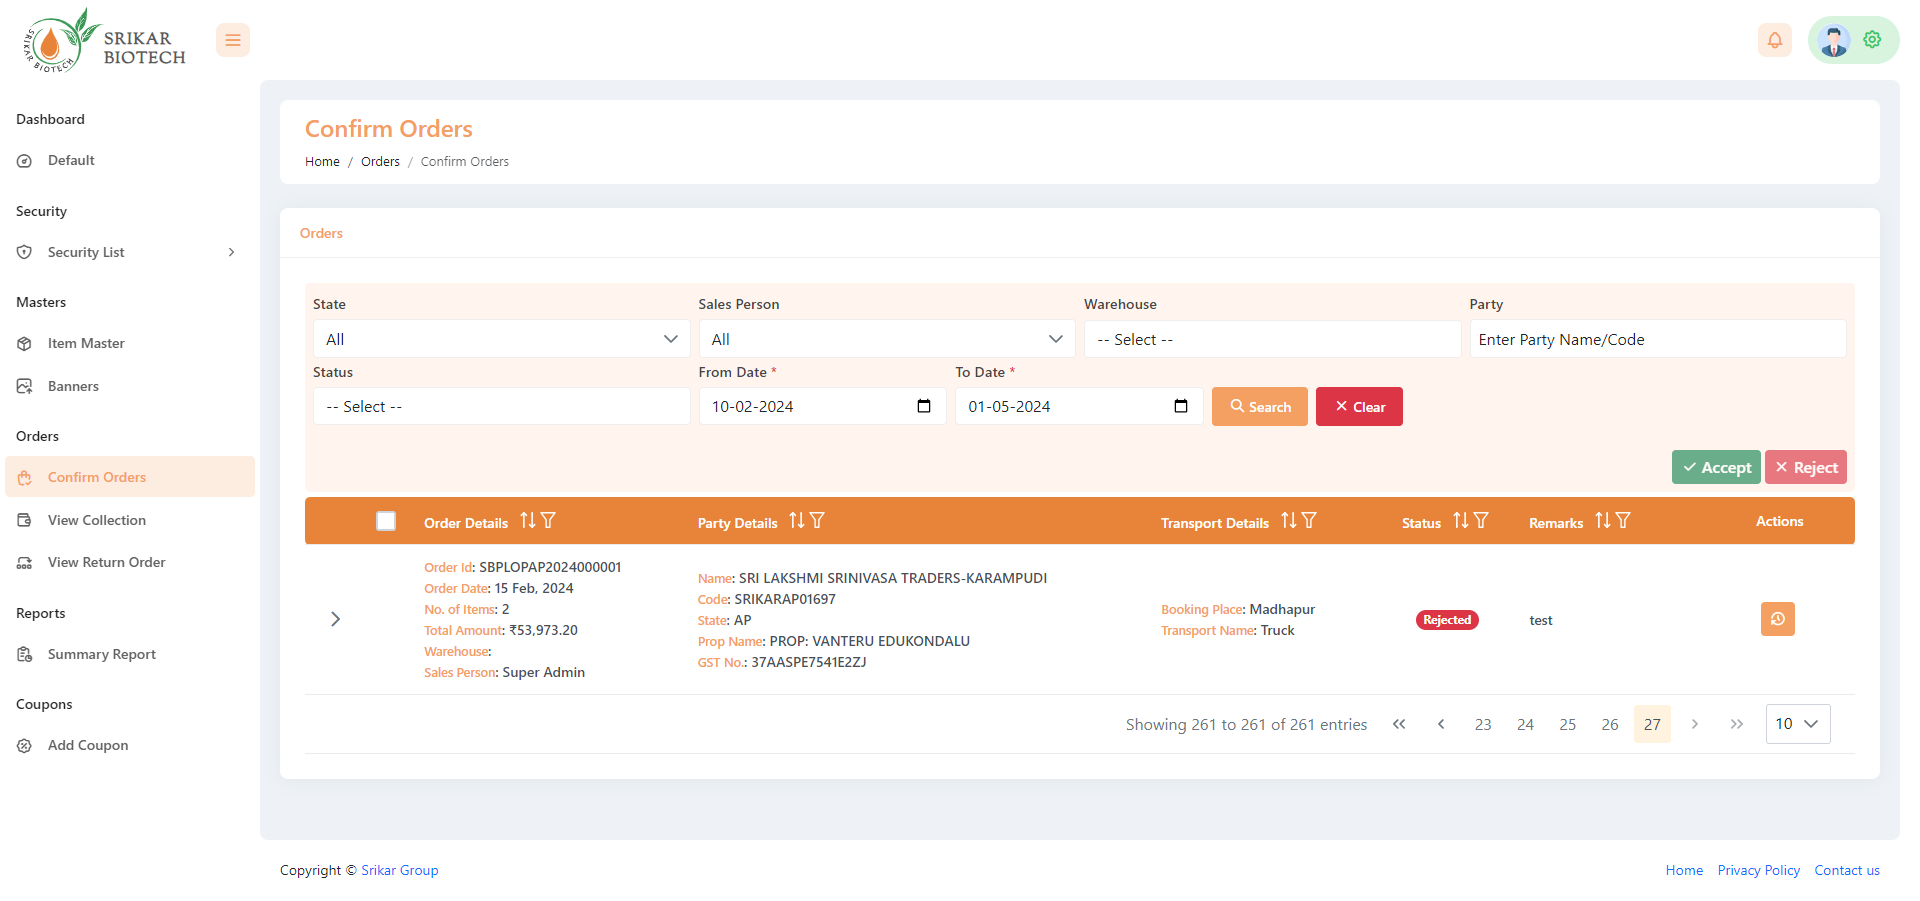 SRIKAR BIOTECH
SRIKAR
BIOTECH
Dashboard
Default
Security
Security List
Masters
Item Master
Banners
Orders
Confirm Orders
View Collection
View Return Order
Reports
Summary Report
Coupons
Add Coupon
Confirm Orders
Home / Orders / Confirm Orders
Orders
State Sales Person Warehouse Party
All All -- Select -- Enter Party Name/Code
Status From Date * To Date *
-- Select -- 10-02-2024 01-05-2024 Search Clear
Accept Reject
Order Details Party Details Transport Details Status Remarks Actions
Order Id: SBPLOPAP2024000001
Order Date: 15 Feb, 2024
No. of Items: 2
Total Amount: ₹53,973.20
Warehouse:
Sales Person: Super Admin
Name: SRI LAKSHMI SRINIVASA TRADERS-KARAMPUDI
Code: SRIKARAP01697
State: AP
Prop Name: PROP: VANTERU EDUKONDALU
GST No.: 37AASPE7541E2ZJ
Booking Place: Madhapur
Transport Name: Truck
Rejected
test
Showing 261 to 261 of 261 entries « ‹ 23 24 25 26 27 › » 10
Copyright © Srikar Group
Home Privacy Policy Contact us